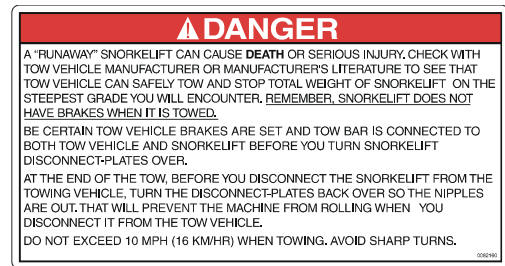 DANGER
A “RUNAWAY” SNORKELIFT CAN CAUSE DEATH OR SERIOUS INJURY. CHECK WITH
TOW VEHICLE MANUFACTURER OR MANUFACTURER'S LITERATURE TO SEE THAT
TOW VEHICLE CAN SAFELY TOW AND STOP TOTAL WEIGHT OF SNORKELIFT ON THE
STEEPEST GRADE YOU WILL ENCOUNTER. REMEMBER, SNORKELIFT DOES NOT
HAVE BRAKES WHEN IT IS TOWED.
BE CERTAIN TOW VEHICLE BRAKES ARE SET AND TOW BAR IS CONNECTED TO
BOTH TOW VEHICLE AND SNORKELIFT BEFORE YOU TURN SNORKELIFT
DISCONNECT-PLATES OVER.
AT THE END OF THE TOW, BEFORE YOU DISCONNECT THE SNORKELIFT FROM THE
TOWING VEHICLE, TURN THE DISCONNECT-PLATES BACK OVER SO THE NIPPLES
ARE OUT. THAT WILL PREVENT THE MACHINE FROM ROLLING WHEN YOU
DISCONNECT IT FROM THE TOW VEHICLE.
DO NOT EXCEED 10 MPH (16 KM/HR) WHEN TOWING. AVOID SHARP TURNS.
0082160